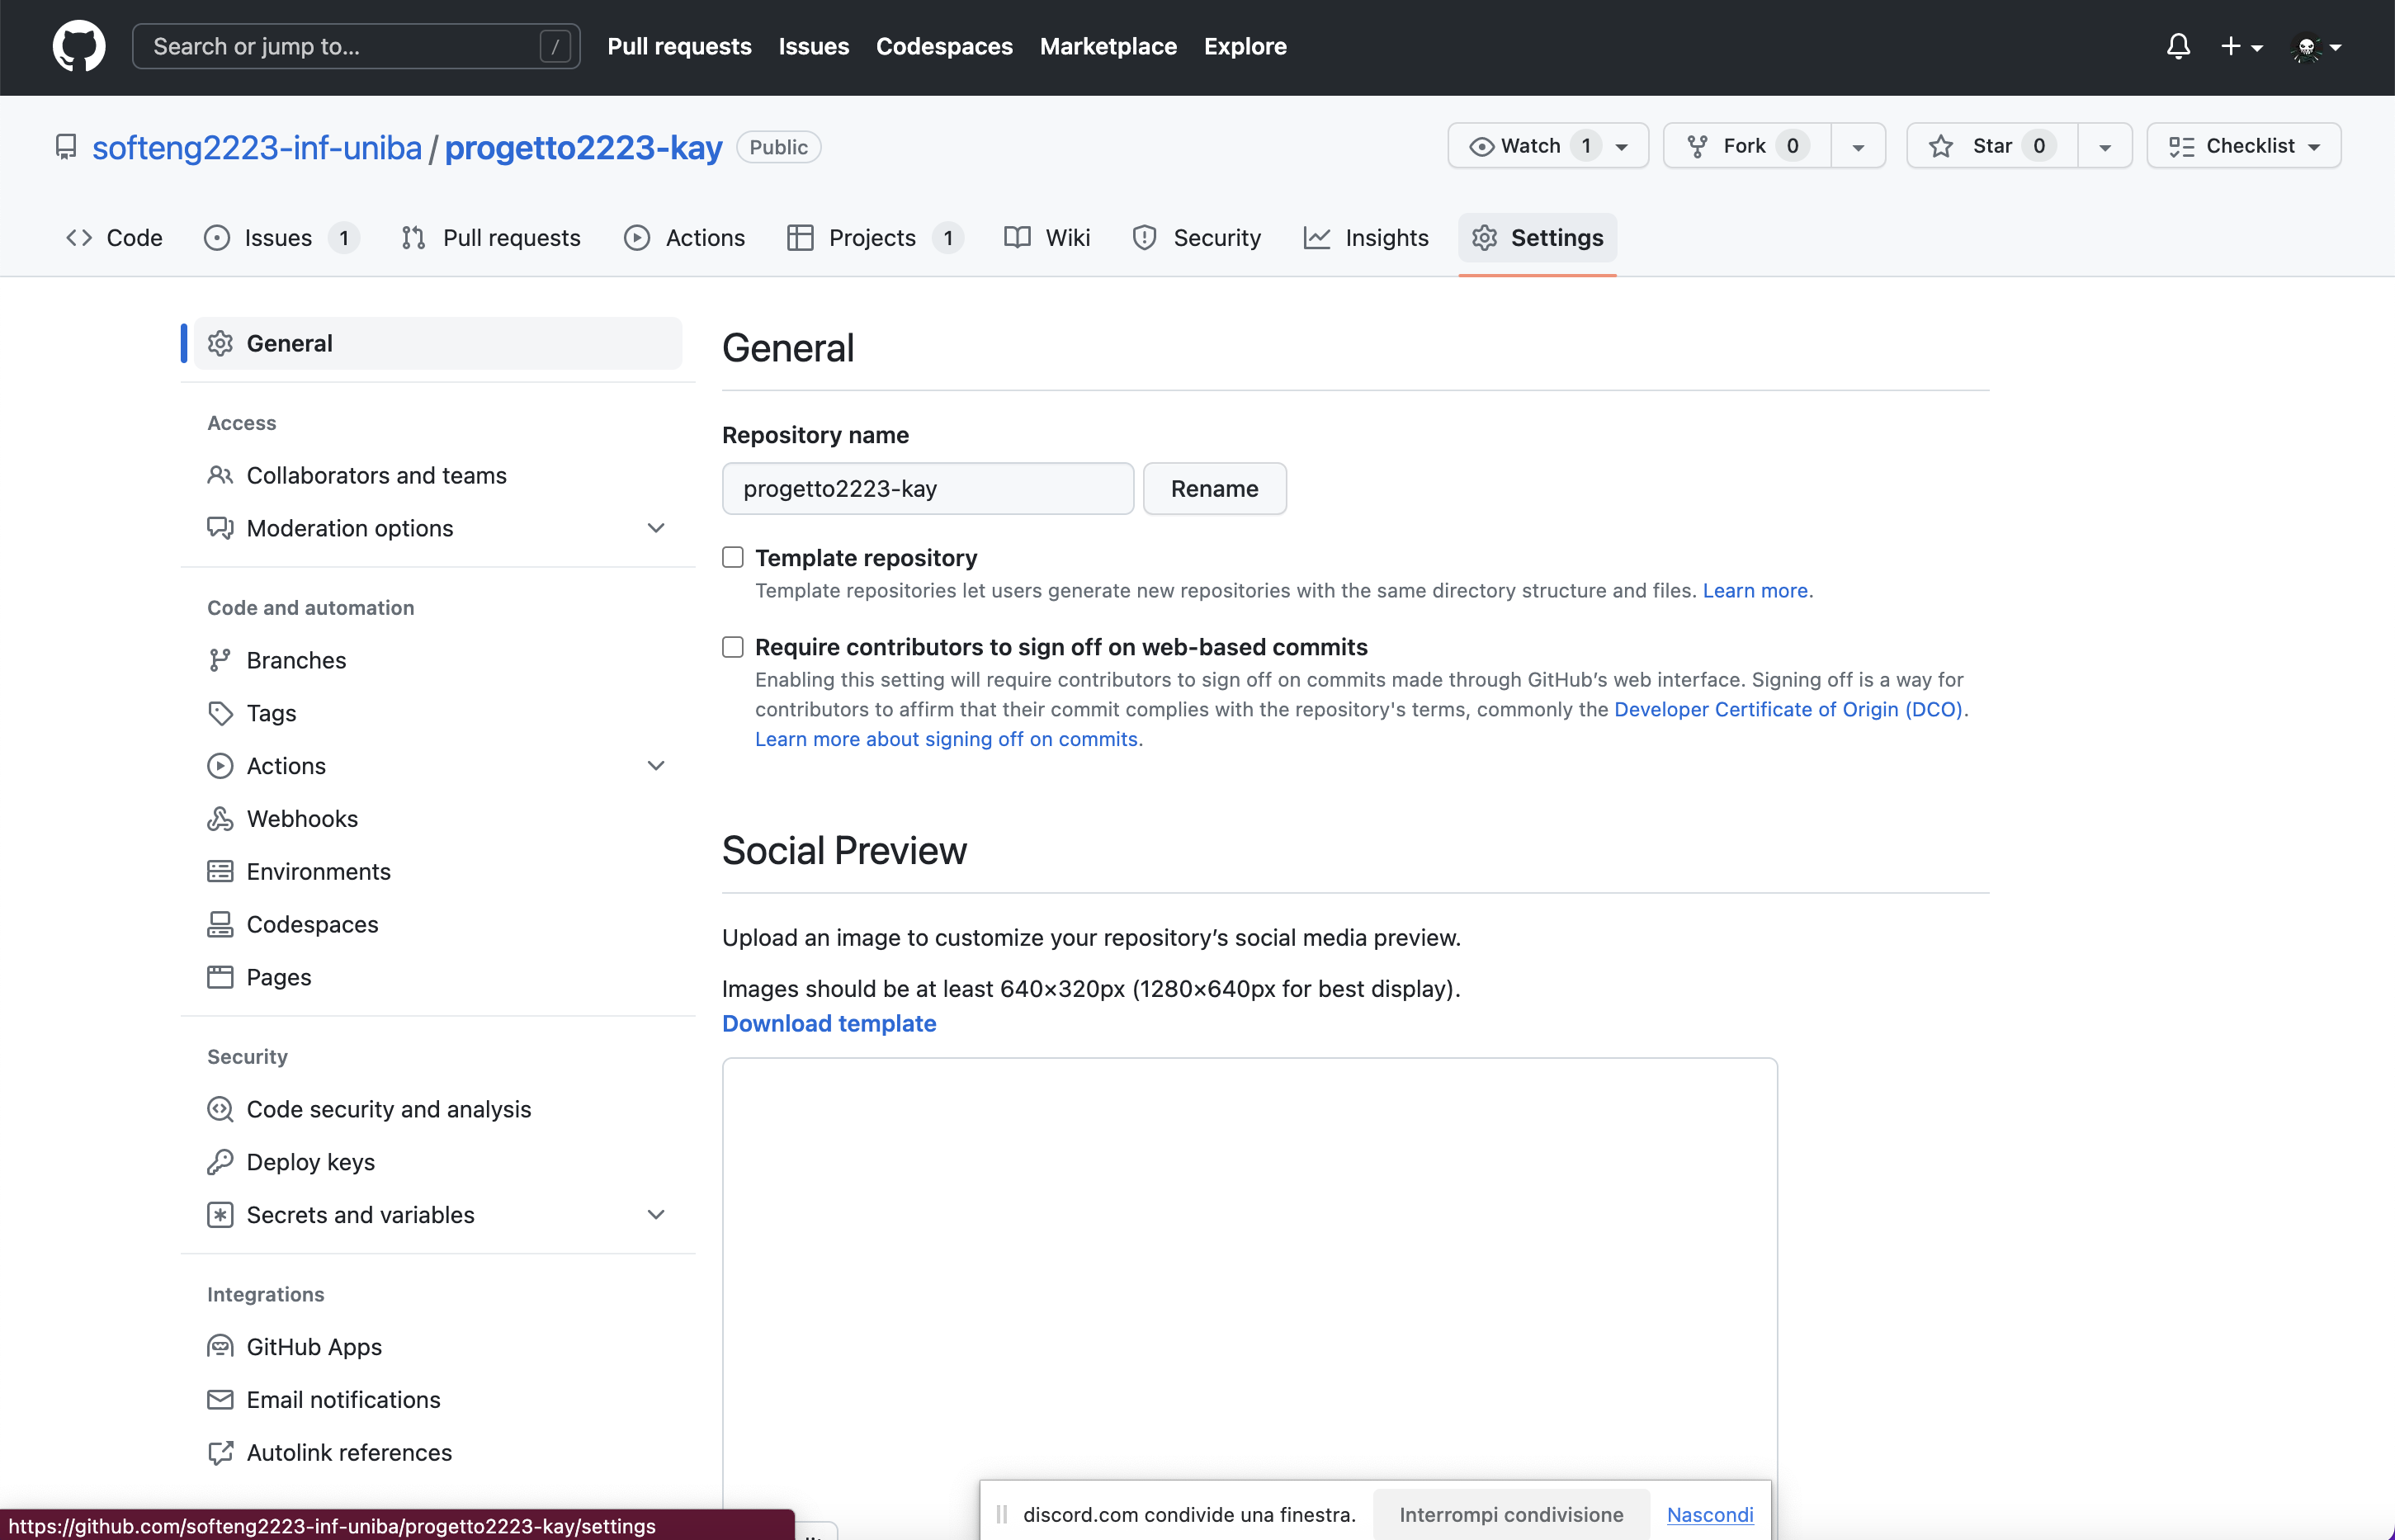 Search or jump to... /
Pull requests Issues Codespaces Marketplace Explore
softeng2223-inf-uniba / progetto2223-kay Public
Watch 1 Fork 0 Star 0 Checklist
Code Issues 1 Pull requests Actions Projects 1 Wiki Security Insights Settings
General
Access
Collaborators and teams
Moderation options
Code and automation
Branches
Tags
Actions
Webhooks
Environments
Codespaces
Pages
Security
Code security and analysis
Deploy keys
Secrets and variables
Integrations
GitHub Apps
Email notifications
Autolink references
General
Repository name
progetto2223-kay Rename
Template repository
Template repositories let users generate new repositories with the same directory structure and files. Learn more.
Require contributors to sign off on web-based commits
Enabling this setting will require contributors to sign off on commits made through GitHub’s web interface. Signing off is a way for
contributors to affirm that their commit complies with the repository's terms, commonly the Developer Certificate of Origin (DCO).
Learn more about signing off on commits.
Social Preview
Upload an image to customize your repository’s social media preview.
Images should be at least 640×320px (1280×640px for best display).
Download template
discord.com condivide una finestra. Interrompi condivisione Nascondi
https://github.com/softeng2223-inf-uniba/progetto2223-kay/settings